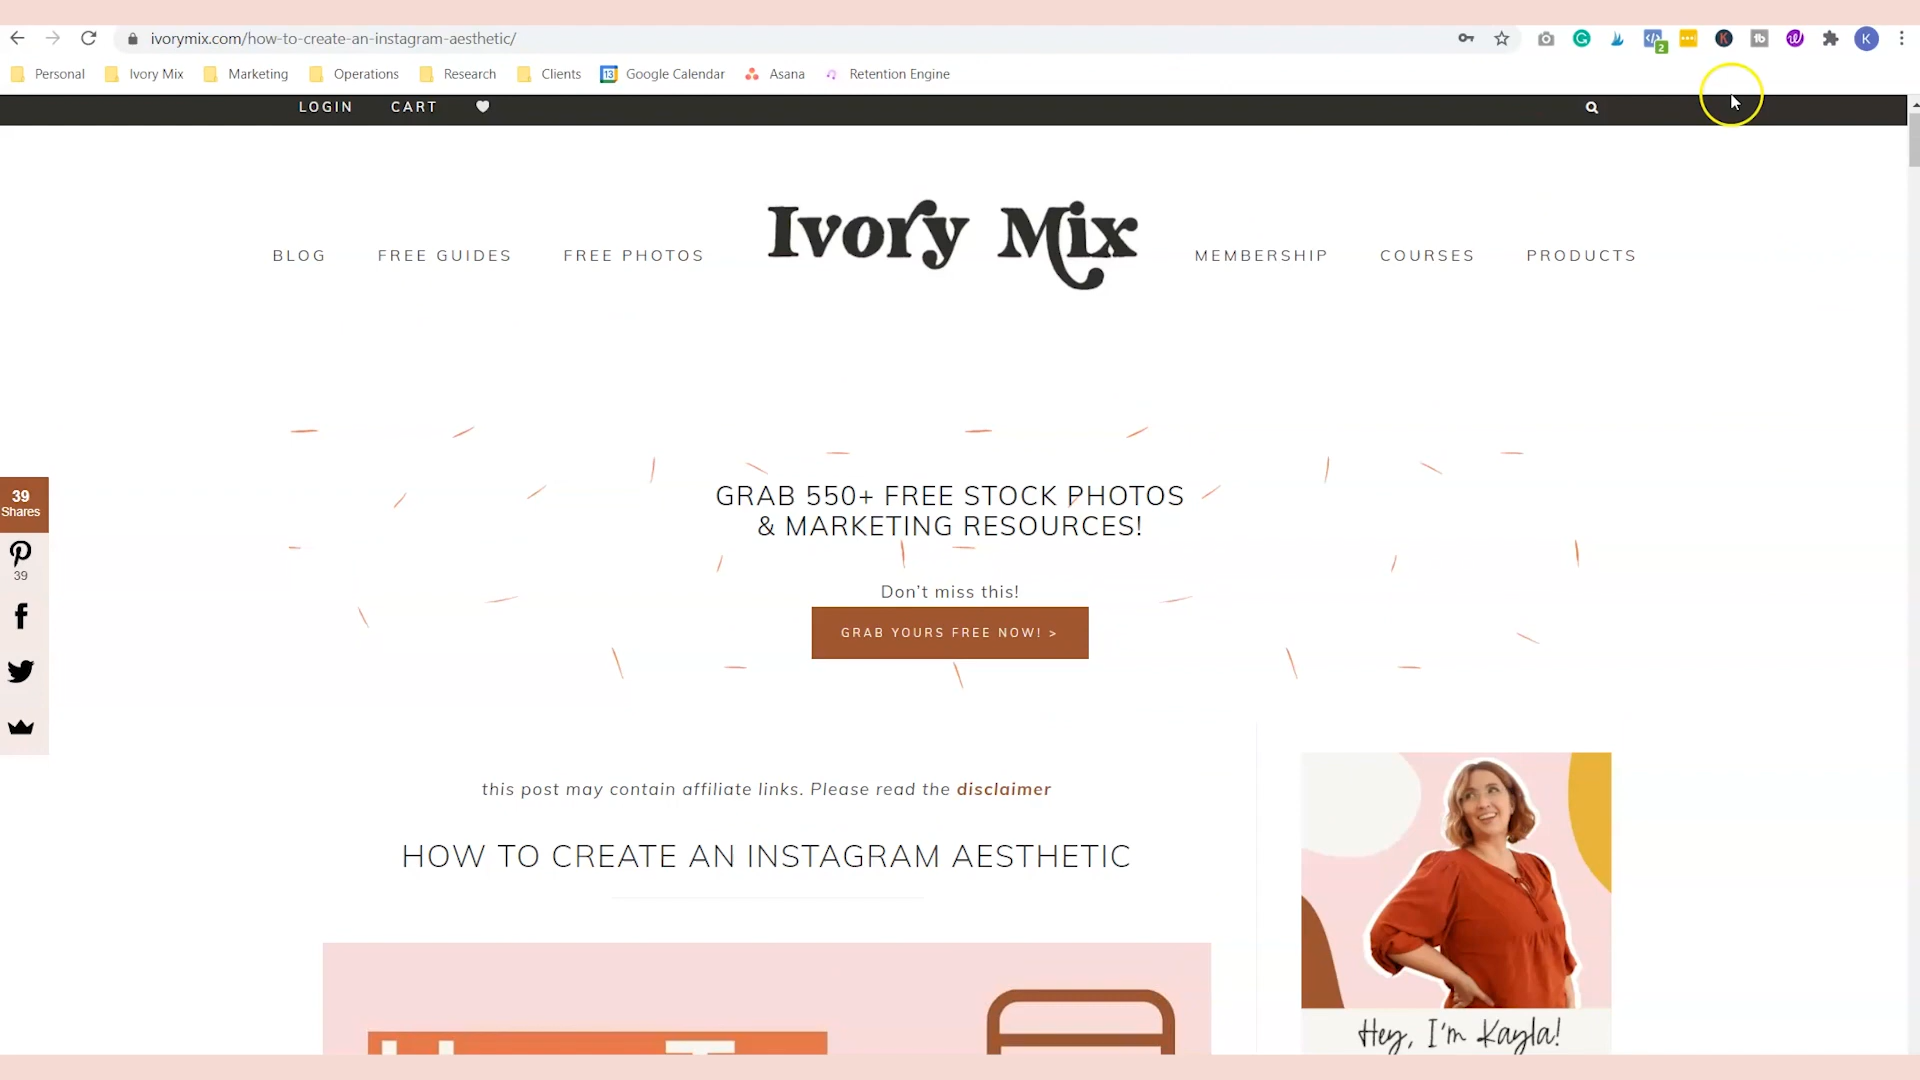 ivorymix.com/how-to-create-an-instagram-aesthetic/
2
K
tb
K
Personal
Ivory Mix
Marketing
Operations
Research
Clients
13
Google Calendar
Asana
Retention Engine
LOGIN
CART
BLOG
FREE GUIDES
FREE PHOTOS
Ivory Mix
MEMBERSHIP
COURSES
PRODUCTS
GRAB 550+ FREE STOCK PHOTOS
& MARKETING RESOURCES!
Don't miss this!
GRAB YOURS FREE NOW! >
39
Shares
39
this post may contain affiliate links. Please read the disclaimer
HOW TO CREATE AN INSTAGRAM AESTHETIC
Hey, I'm Kayla!